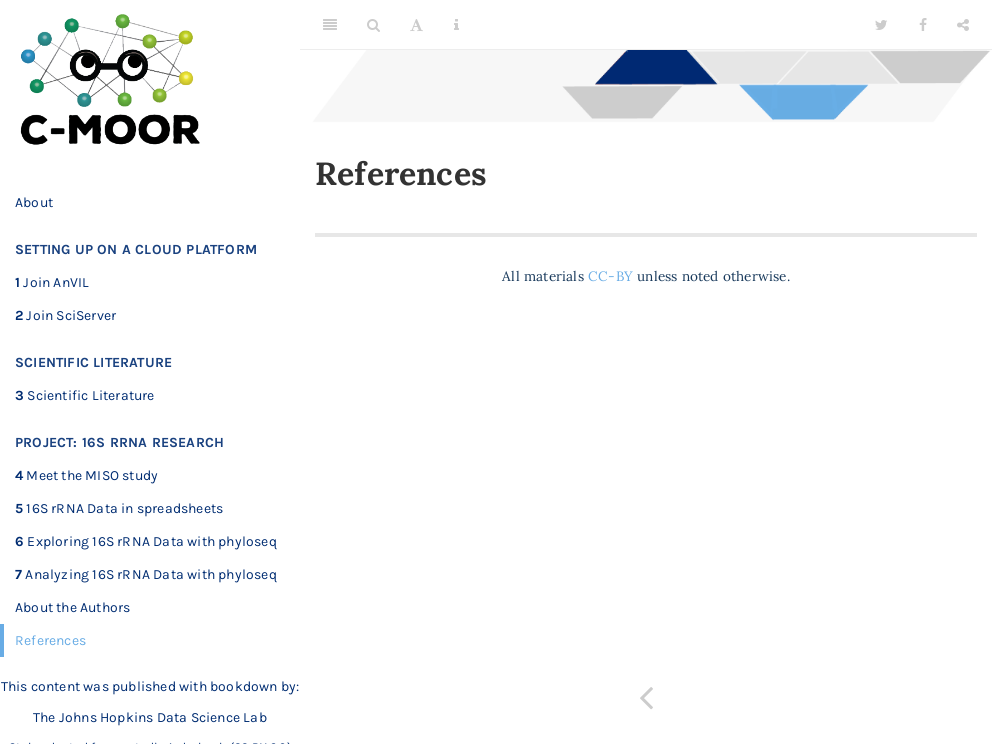 C-MOOR
About
SETTING UP ON A CLOUD PLATFORM
1 Join AnVIL
2 Join SciServer
SCIENTIFIC LITERATURE
3 Scientific Literature
PROJECT: 16S RRNA RESEARCH
4 Meet the MISO study
5 16S rRNA Data in spreadsheets
6 Exploring 16S rRNA Data with phyloseq
7 Analyzing 16S rRNA Data with phyloseq
About the Authors
References
This content was published with bookdown by:
The Johns Hopkins Data Science Lab
References
All materials CC-BY unless noted otherwise.